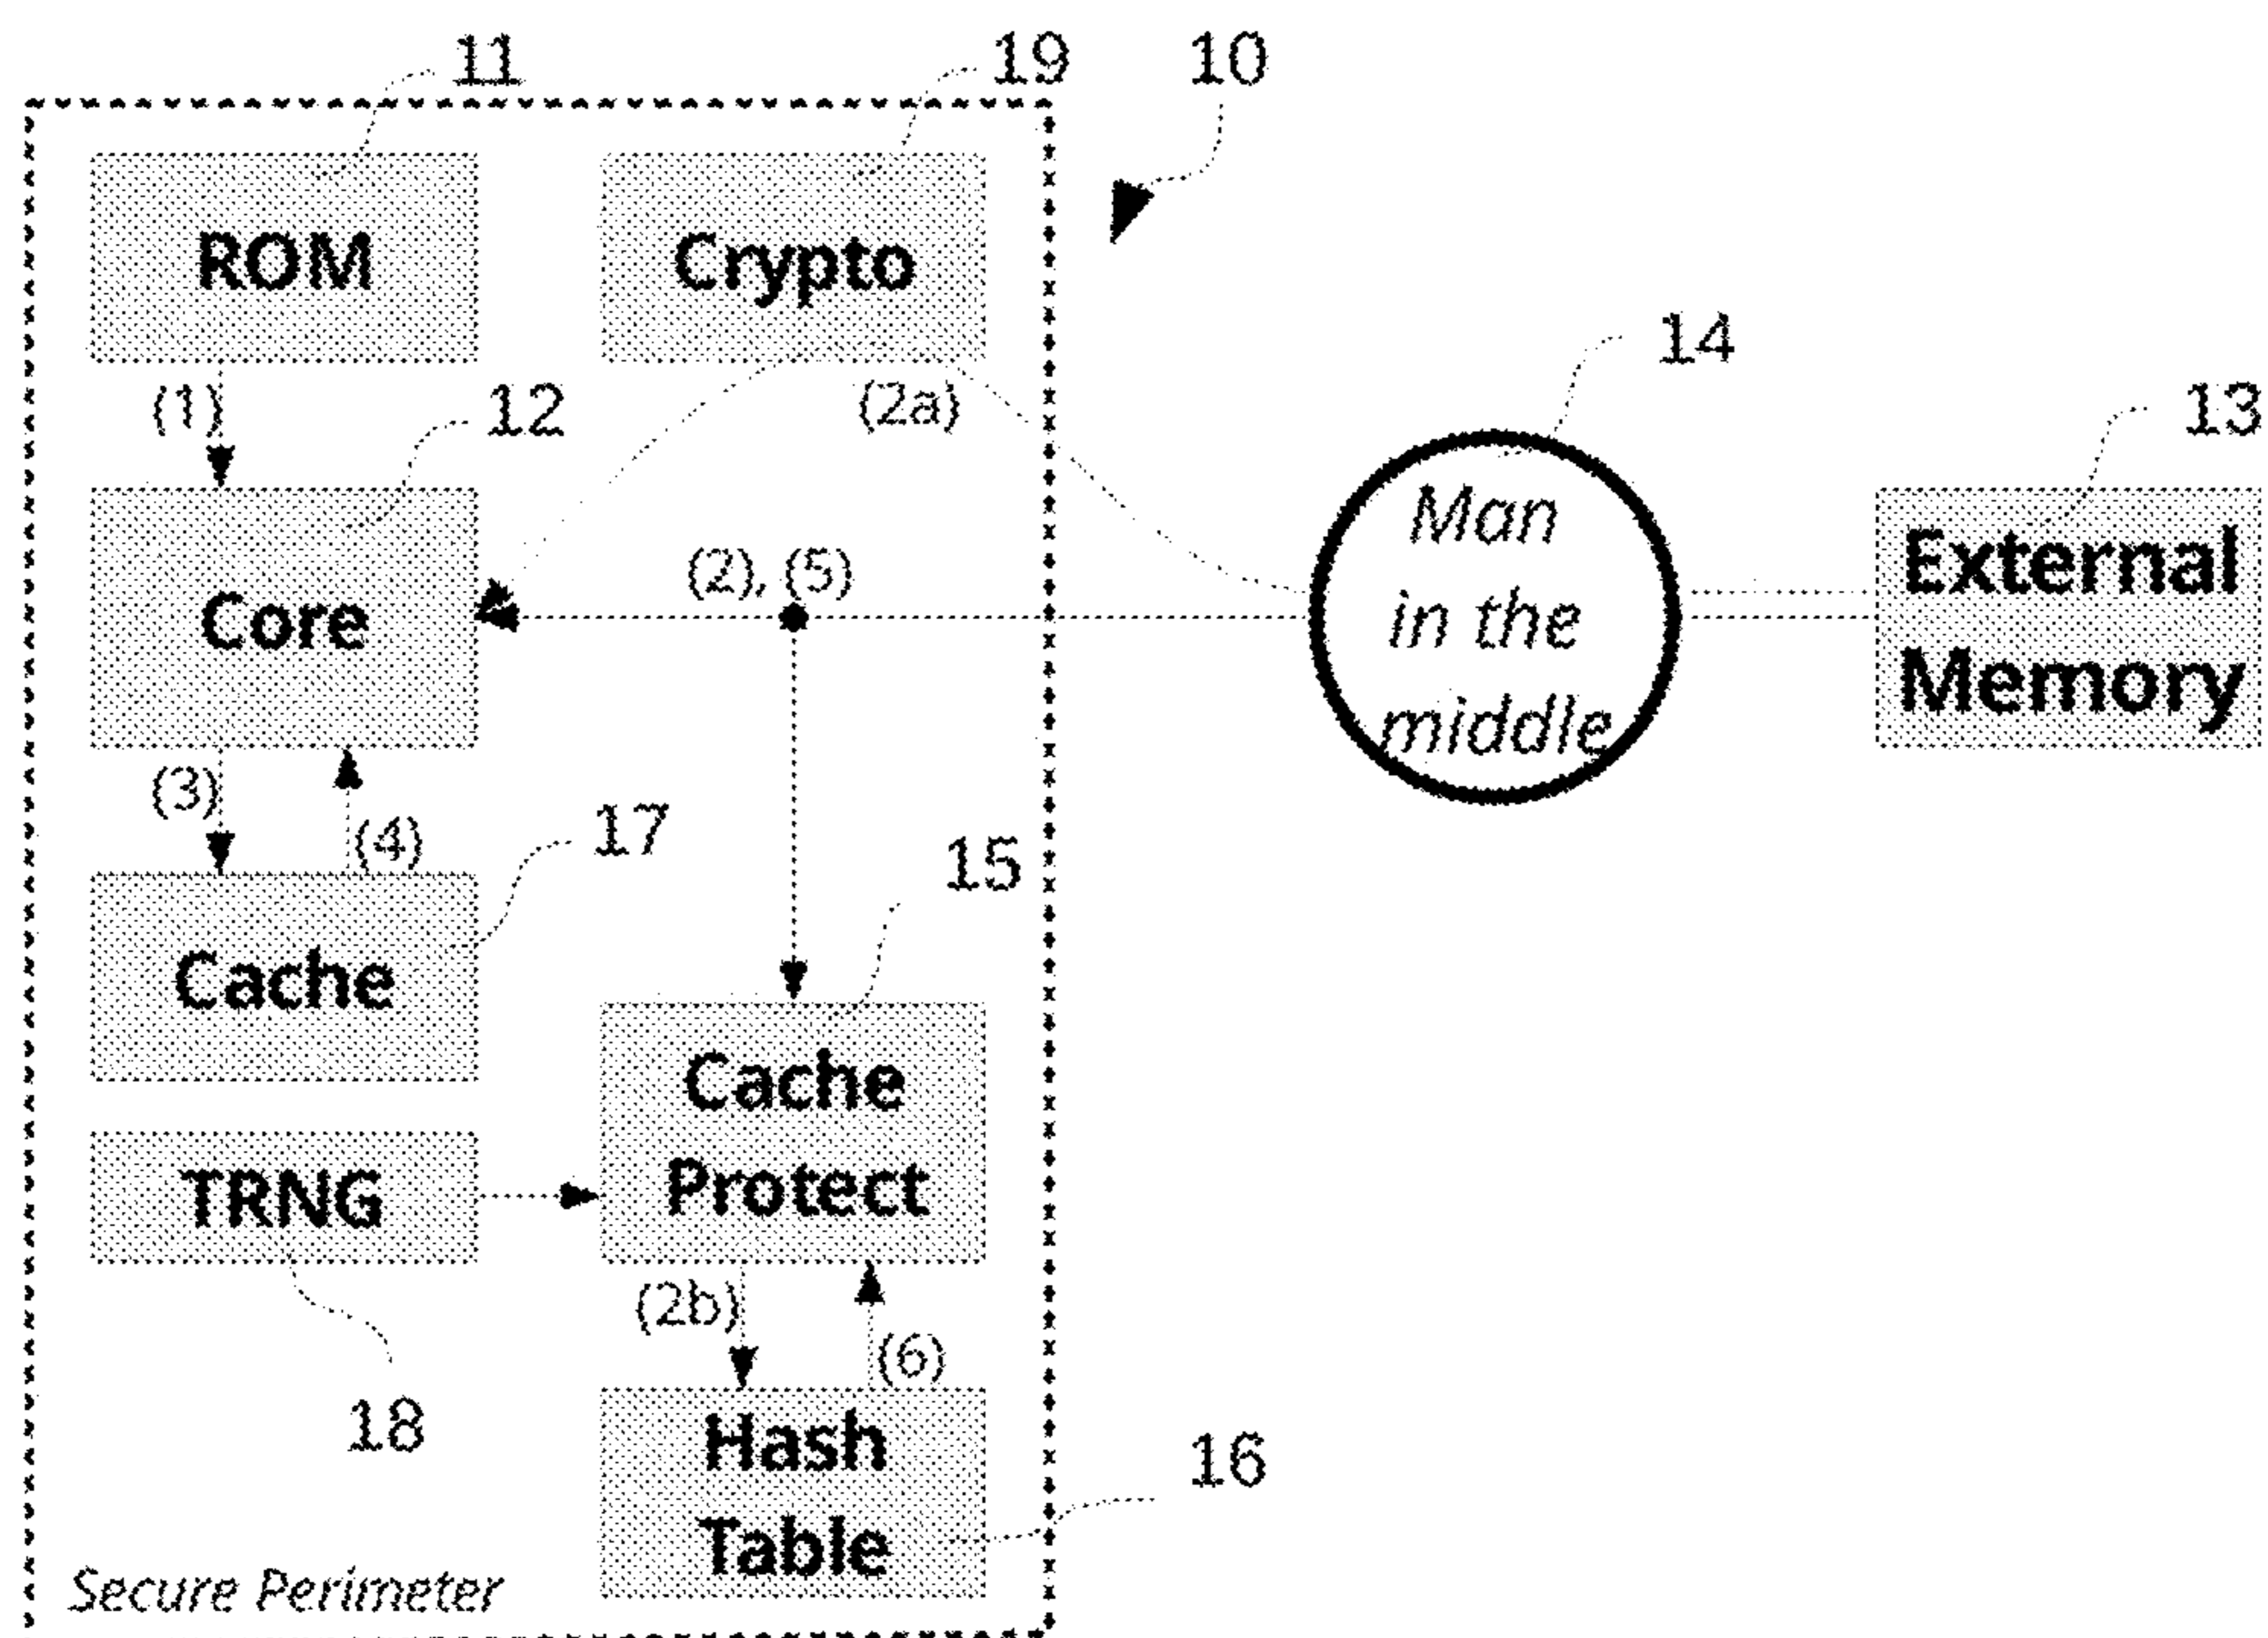 11
19
10
ROM
Crypto
14
13
(1)
12
(2a)
Man
in the
middle
External
Memory
Core
(2), (5)
(3)
(4)
17
15
Cache
Cache
Protect
TRNG
(2b)
(6)
18
Hash
Table
16
Secure Perimeter